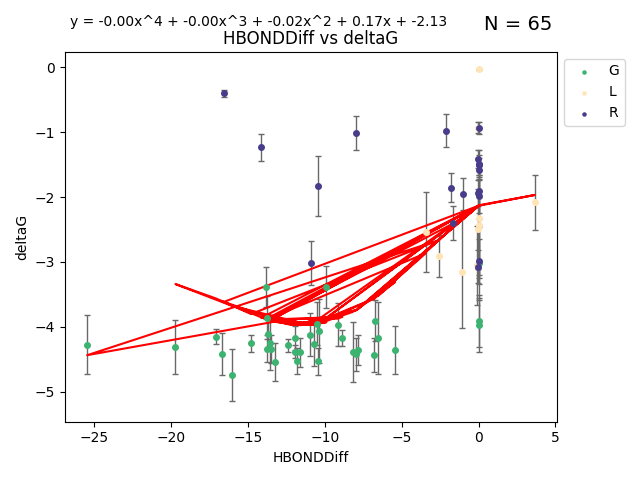 y = -0.00x^4 + -0.00x^3 + -0.02x^2 + 0.17x + -2.13
N = 65
HBONDDiff vs deltaG
G
L
R
deltaG
0
−1
−2
−3
−4
−5
−25
−20
−15
−10
−5
0
5
HBONDDiff